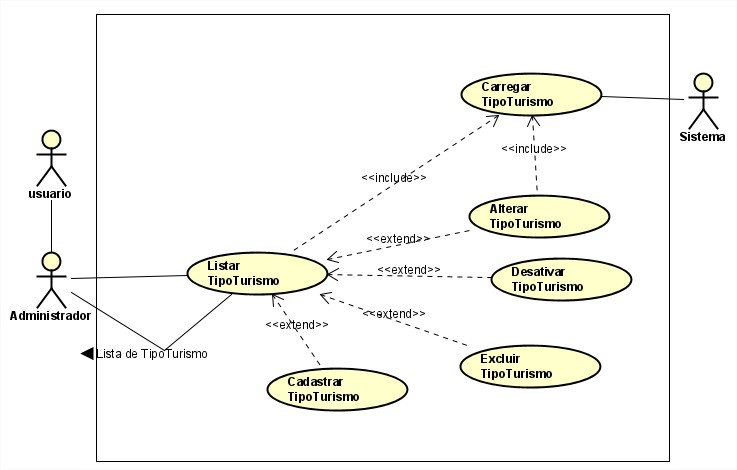 Carregar
TipoTurismo
Sistema
<<include>>
<<include>>
usuario
Alterar
TipoTurismo
<<extend>>
Listar
TipoTurismo
<<extend>>
Desativar
TipoTurismo
Administrador
<<extend>>
<<extend>>
Lista de TipoTurismo
Excluir
TipoTurismo
Cadastrar
TipoTurismo